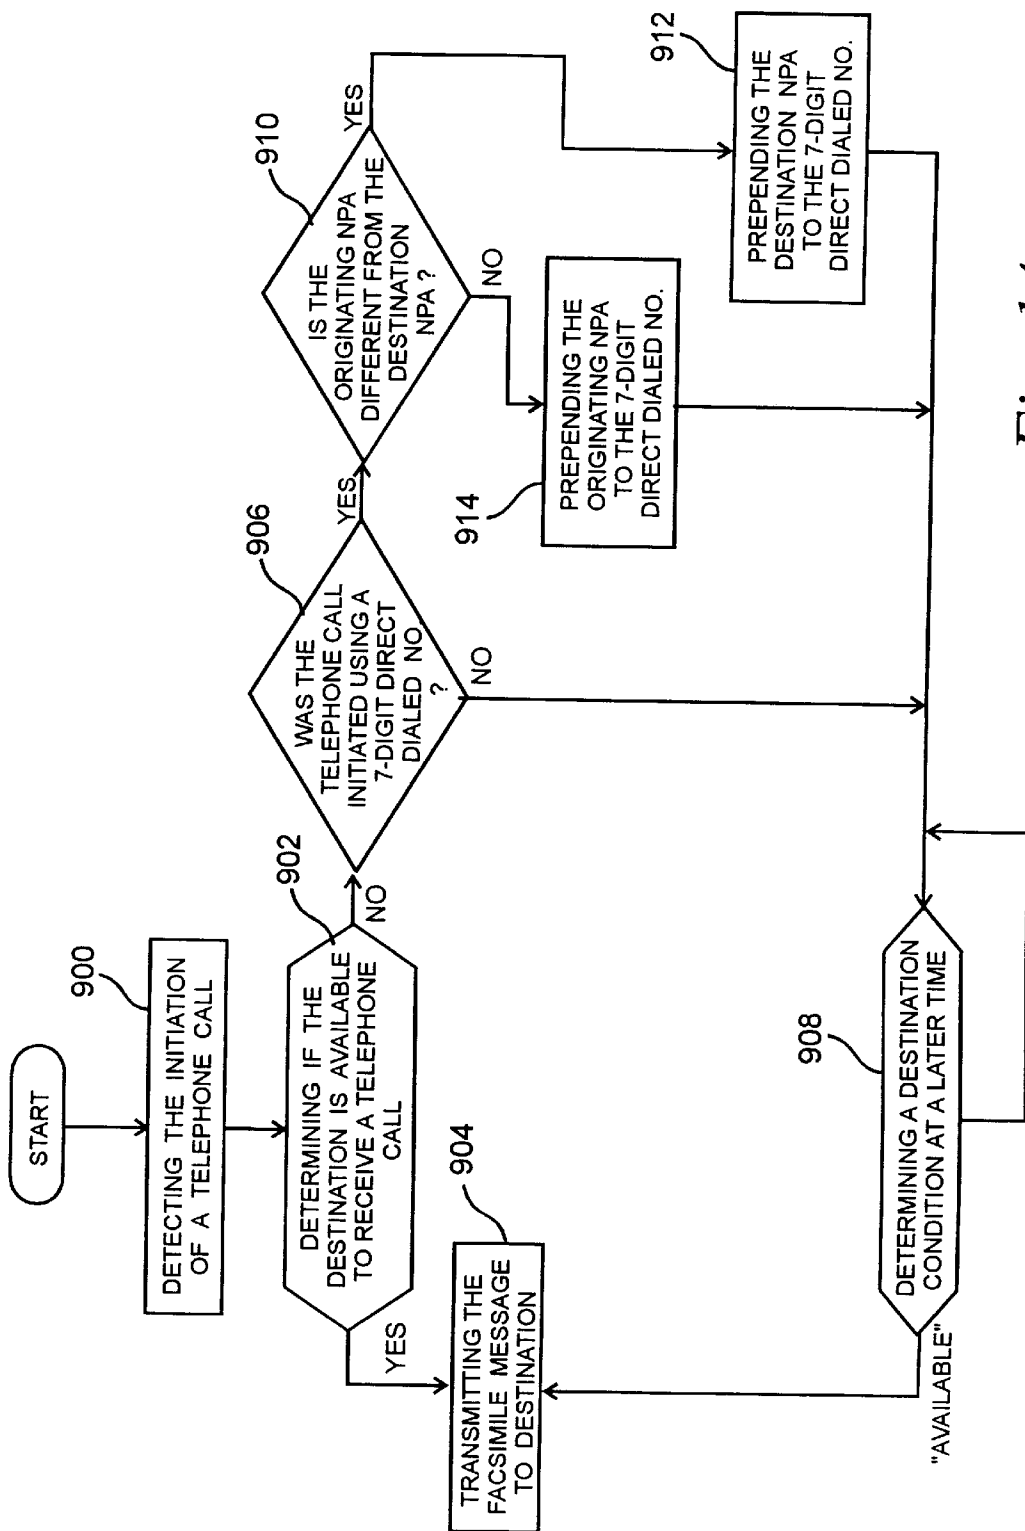 START
900
DETECTING THE INITIATION
OF A TELEPHONE CALL
902
DETERMINING IF THE
DESTINATION IS AVAILABLE
TO RECEIVE A TELEPHONE
CALL
YES
NO
904
TRANSMITTING THE
FACSIMILE MESSAGE
TO DESTINATION
906
WAS THE
TELEPHONE CALL
INITIATED USING A
7-DIGIT DIRECT
DIALED NO.
?
YES
NO
910
IS THE
ORIGINATING NPA
DIFFERENT FROM THE
DESTINATION
NPA?
YES
NO
914
PREPENDING THE
ORIGINATING NPA
TO THE 7-DIGIT
DIRECT DIALED NO.
912
PREPENDING THE
DESTINATION NPA
TO THE 7-DIGIT
DIRECT DIALED NO.
908
DETERMINING A DESTINATION
CONDITION AT A LATER TIME
"AVAILABLE"